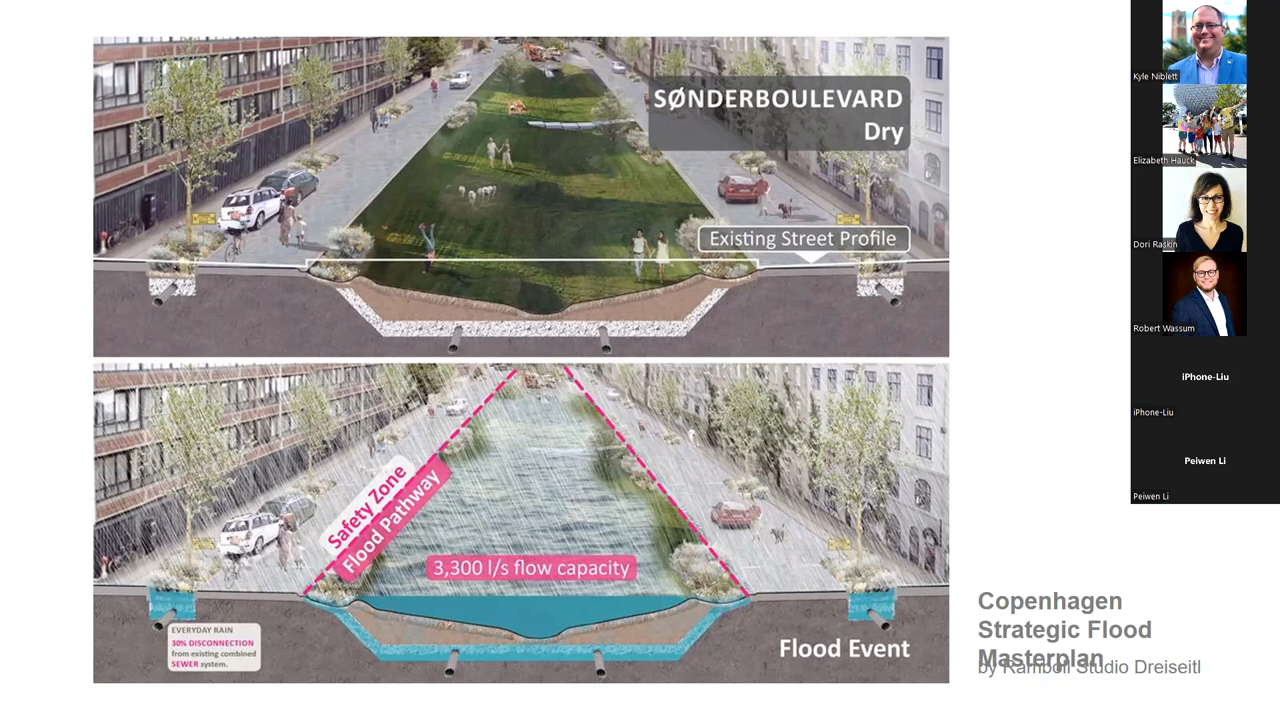 SØNDERBOULEVARD
Dry
Existing Street Profile
Safety Zone
Flood Pathway
3,300 l/s flow capacity
EVERYDAY RAIN
30% DISCONNECTION
from existing combined
SEWER system.
Flood Event
Copenhagen
Strategic Flood
Masterplan
by Ramboll Studio Dreiseitl
Kyle Niblett
Elizabeth Hauck
Dori Raskin
Robert Wassum
iPhone-Liu
iPhone-Liu
Peiwen Li
Peiwen Li